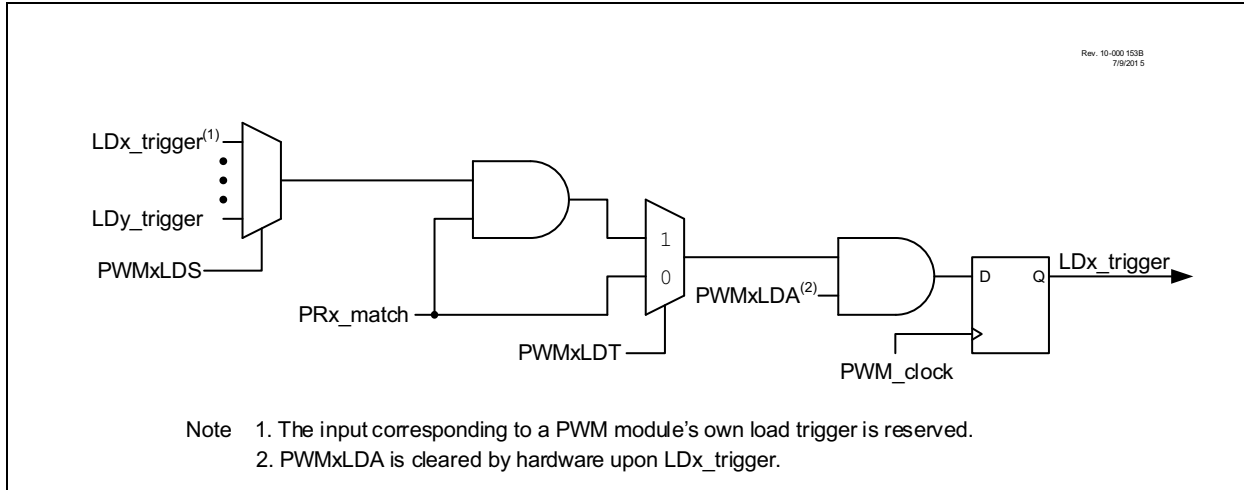 Rev. 10-000 153B
7/9/201 5
LDx_trigger(1)
LDy_trigger
PWMxLDS
PRx_match
1
0
PWMxLDT
PWMxLDA(2)
D
Q
LDx_trigger
PWM_clock
Note 1. The input corresponding to a PWM module's own load trigger is reserved.
2. PWMxLDA is cleared by hardware upon LDx_trigger.